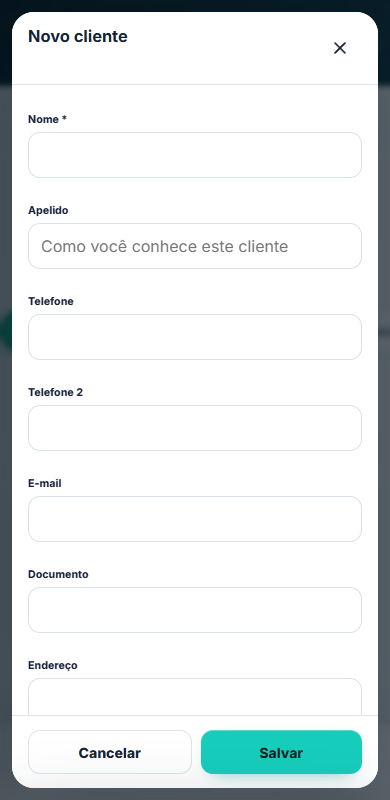 Novo cliente
Nome *
Apelido
Como você conhece este cliente
Telefone
Telefone 2
E-mail
Documento
Endereço
Cancelar
Salvar